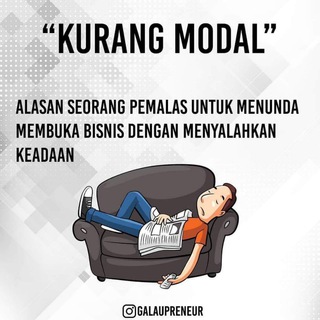 “KURANG MODAL”
ALASAN SEORANG PEMALAS UNTUK MENUNDA
MEMBUKA BISNIS DENGAN MENYALAHKAN
KEADAAN
@GALAUPRENEUR